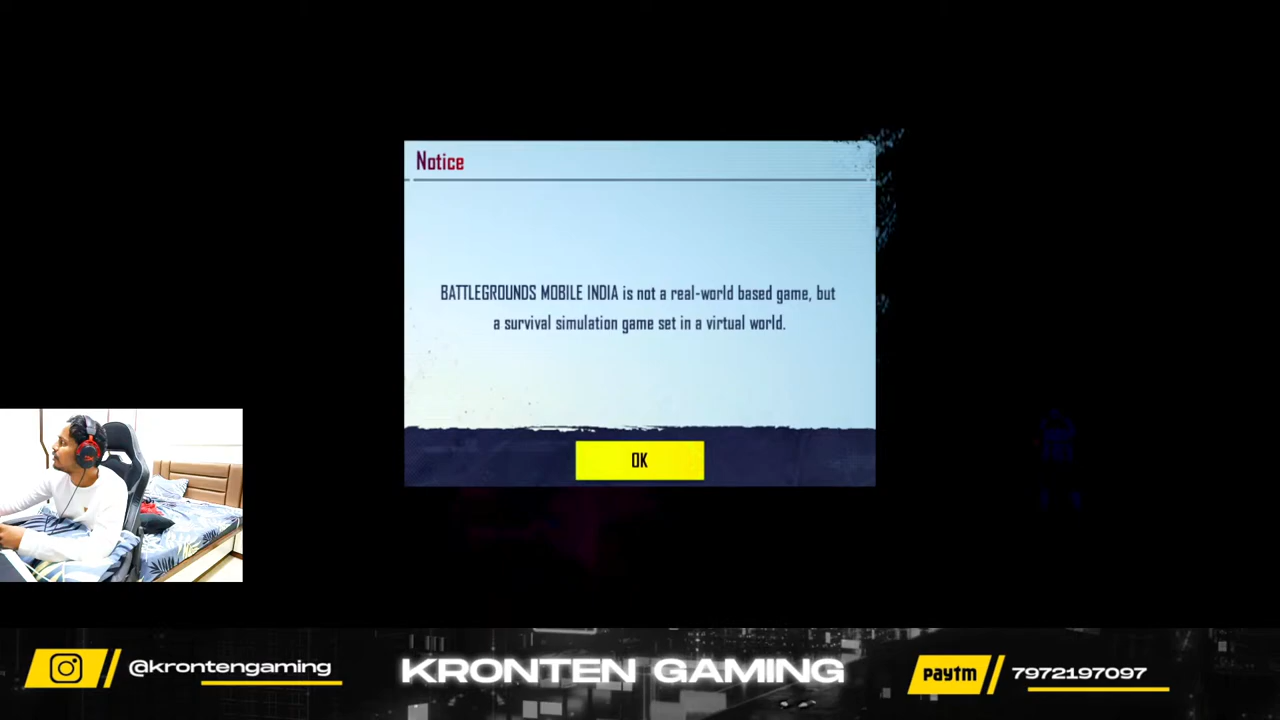 Notice
BATTLEGROUNDS MOBILE INDIA is not a real-world based game, but
a survival simulation game set in a virtual world.
OK
@krontengaming
KRONTEN GAMING
paytm
7972197097